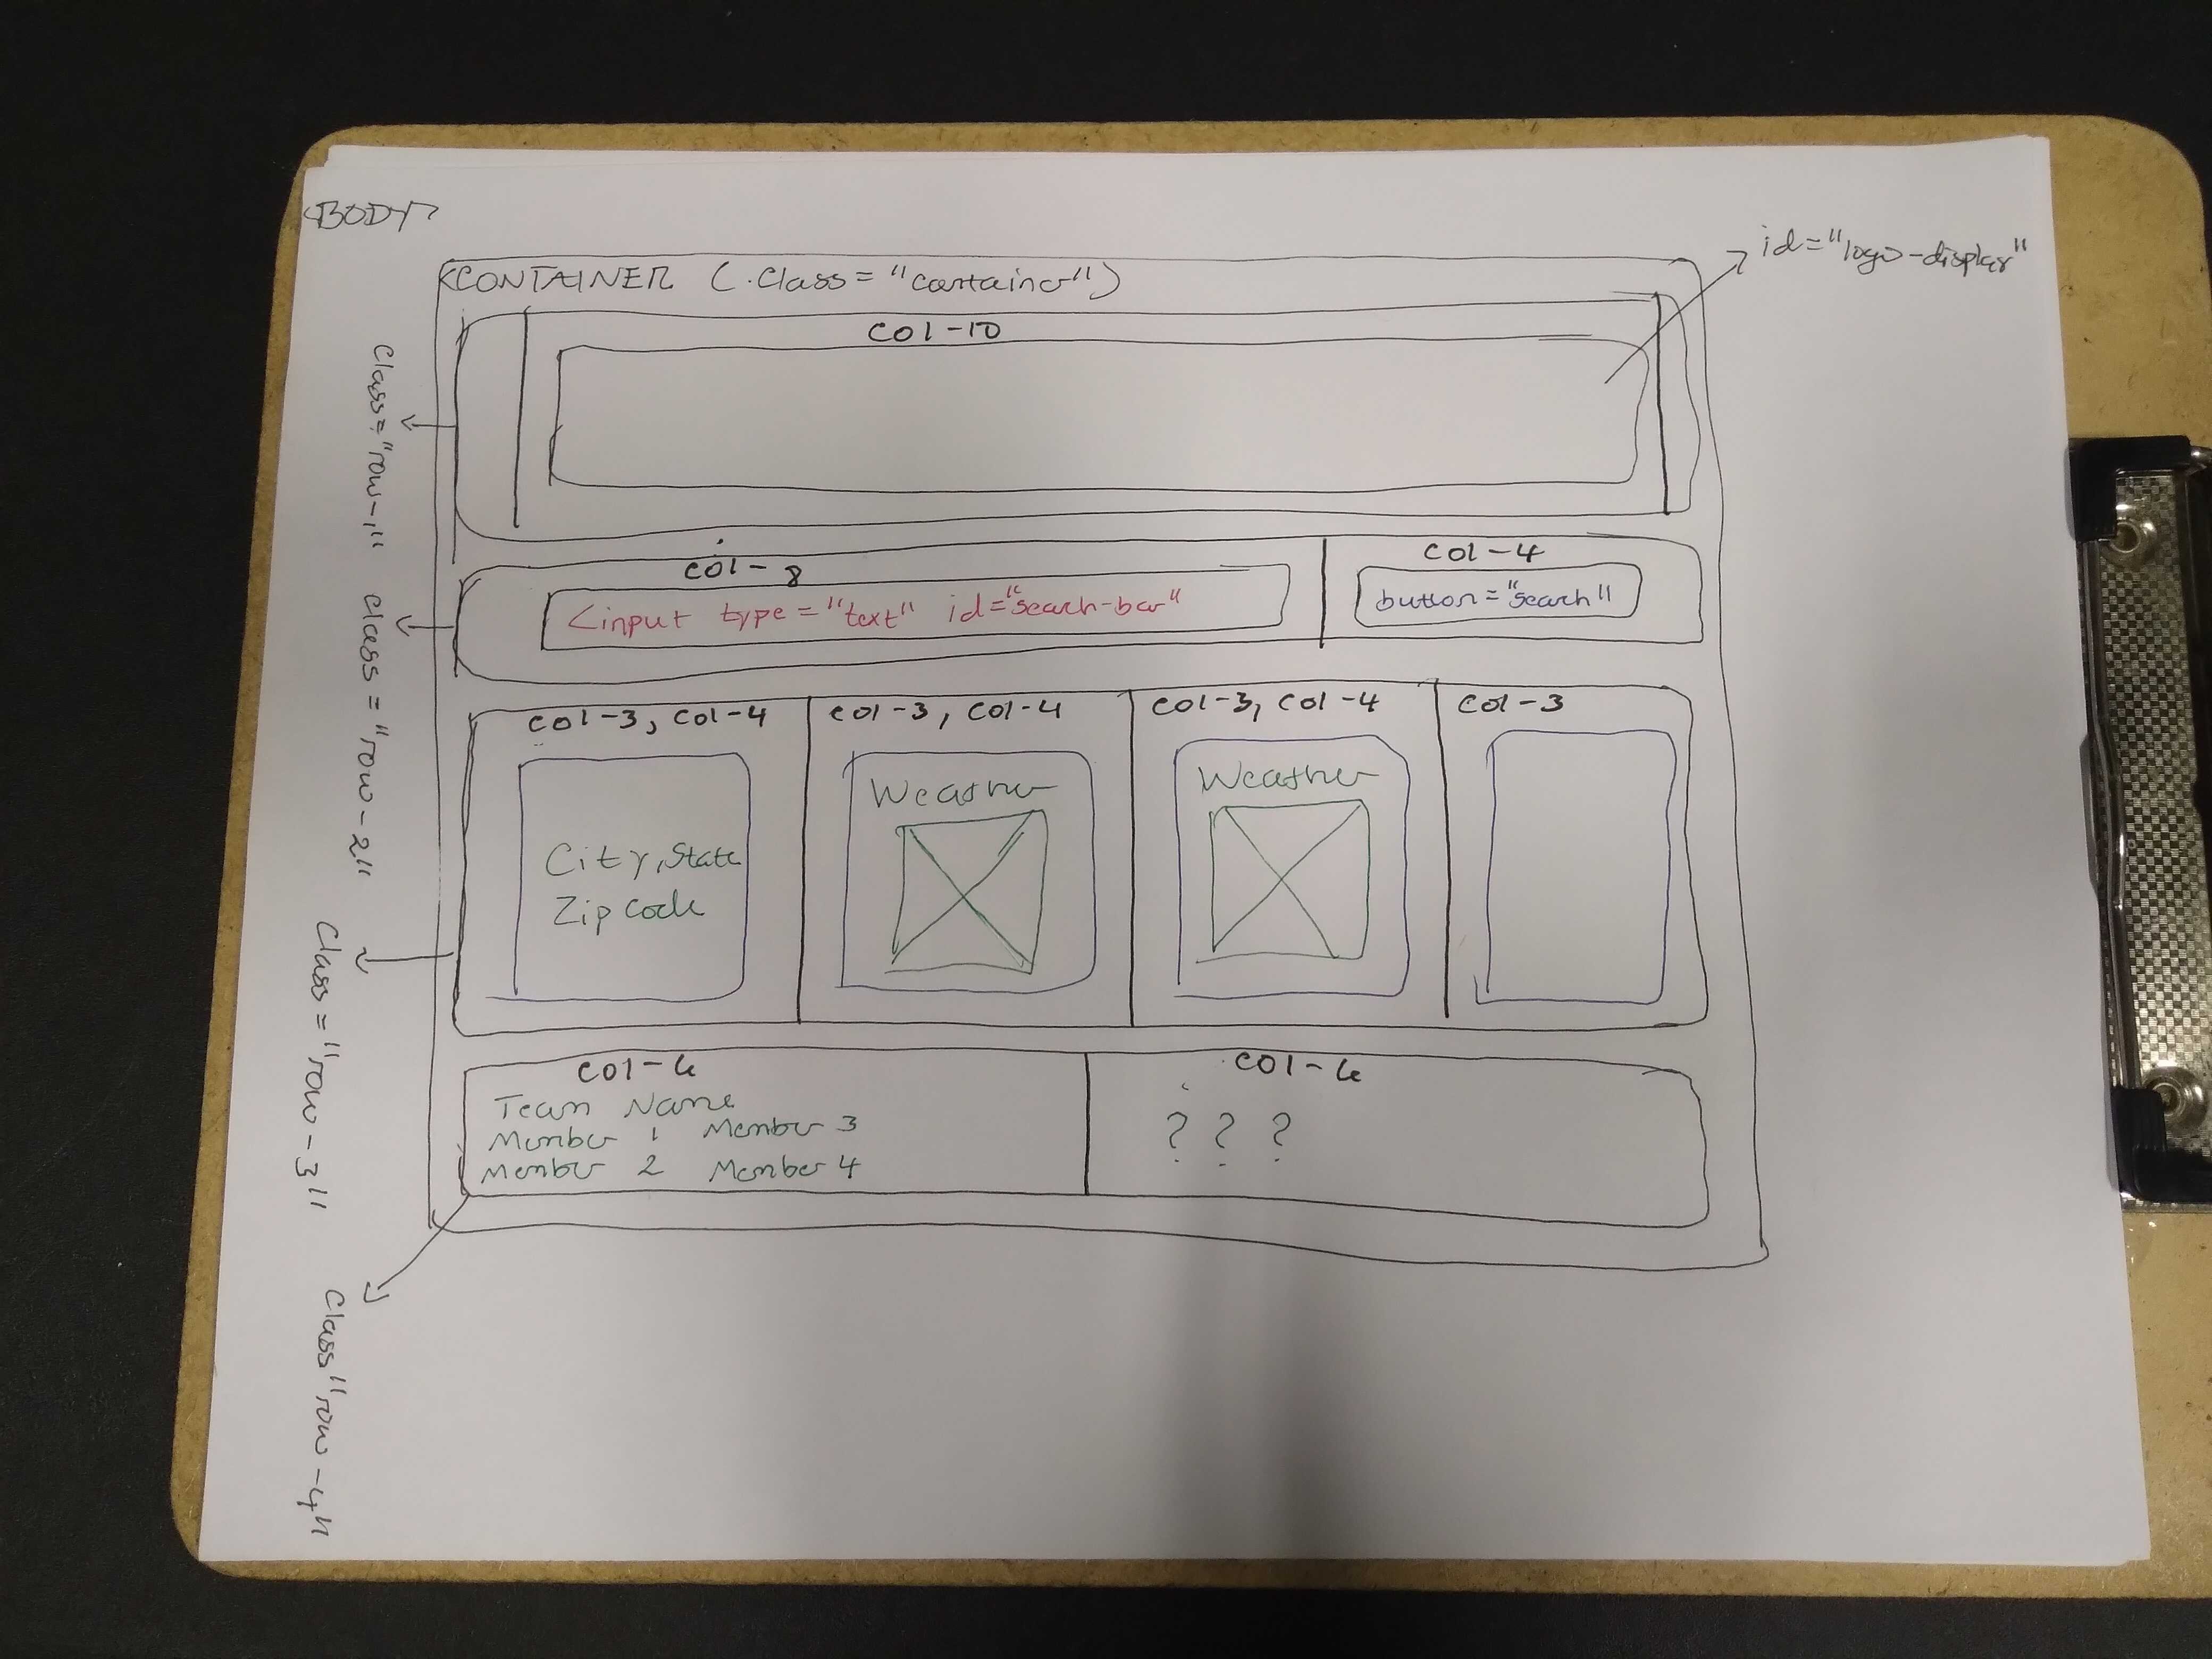 <BODY>
<CONTAINER (.class="container")
id="logo-display"
col-10
class="row-1"
col-8
col-4
<input type="text" id="search-bar"
button="search"
class="row-2"
col-3, col-4
col-3, col-4
col-3, col-4
col-3
City, State
Zip code
Weather
Weather
class="row-3"
col-6
col-6
Team Name
Member 1 Member 3
Member 2 Member 4
? ? ?
class"row-4"